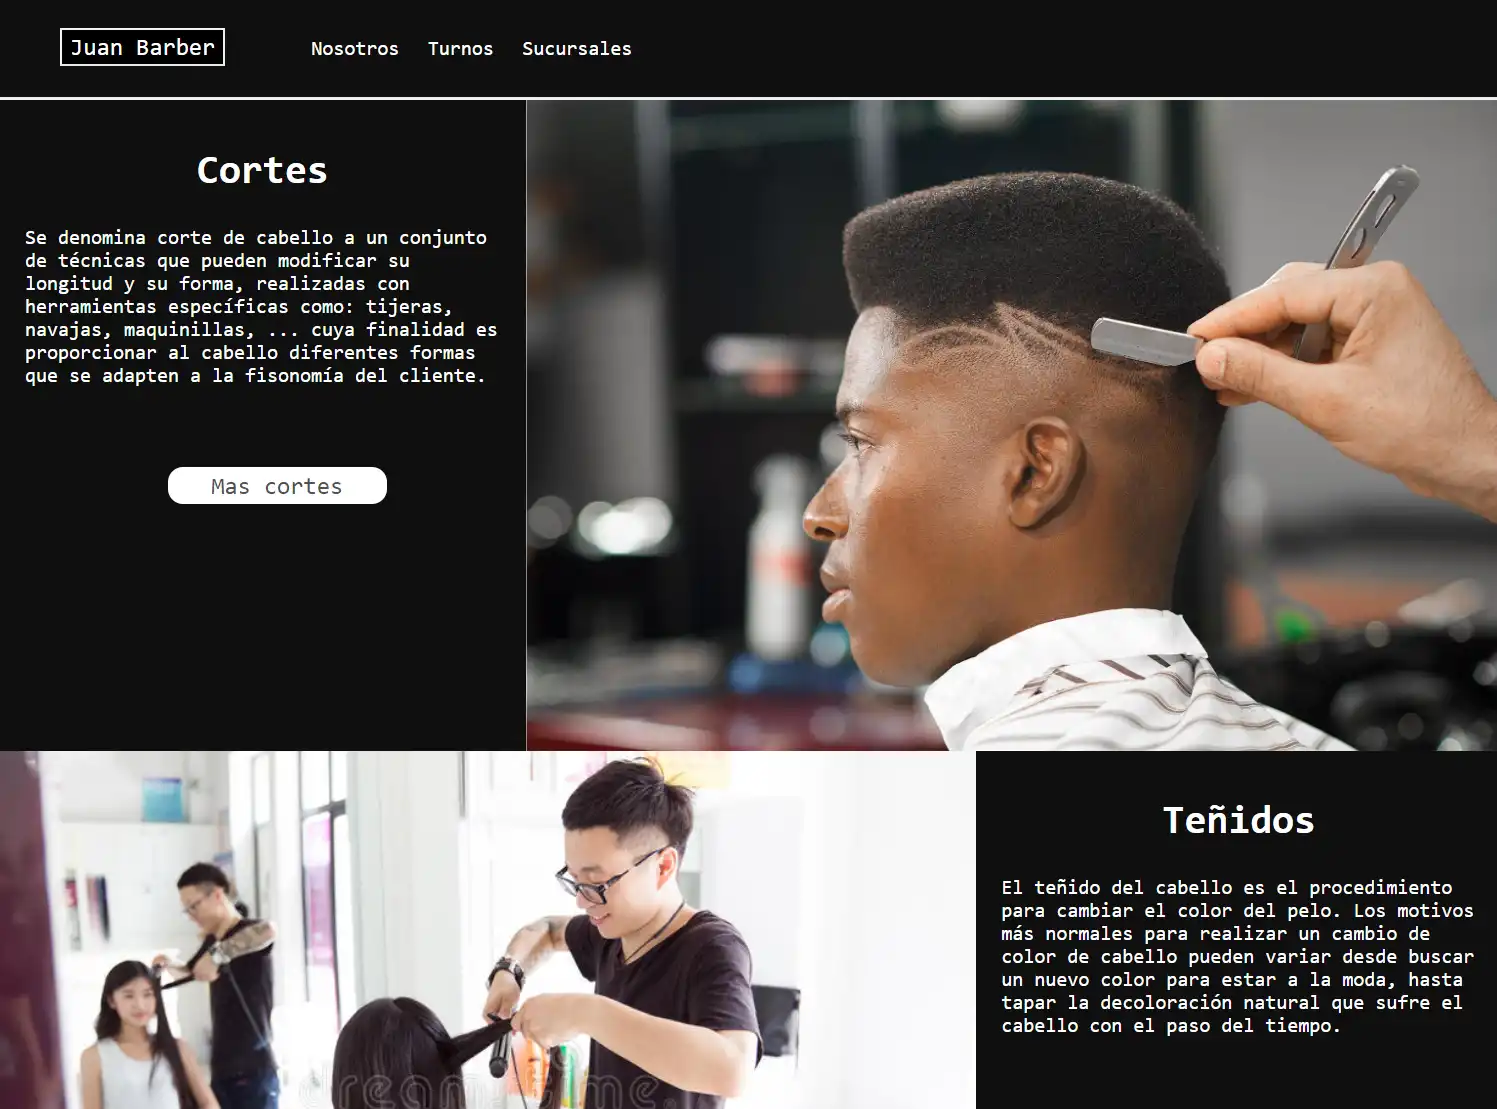 Juan Barber
Nosotros Turnos Sucursales
Cortes
Se denomina corte de cabello a un conjunto
de técnicas que pueden modificar su
longitud y su forma, realizadas con
herramientas específicas como: tijeras,
navajas, maquinillas, ... cuya finalidad es
proporcionar al cabello diferentes formas
que se adapten a la fisonomía del cliente.
Mas cortes
Teñidos
El teñido del cabello es el procedimiento
para cambiar el color del pelo. Los motivos
más normales para realizar un cambio de
color de cabello pueden variar desde buscar
un nuevo color para estar a la moda, hasta
tapar la decoloración natural que sufre el
cabello con el paso del tiempo.
dreamstime.